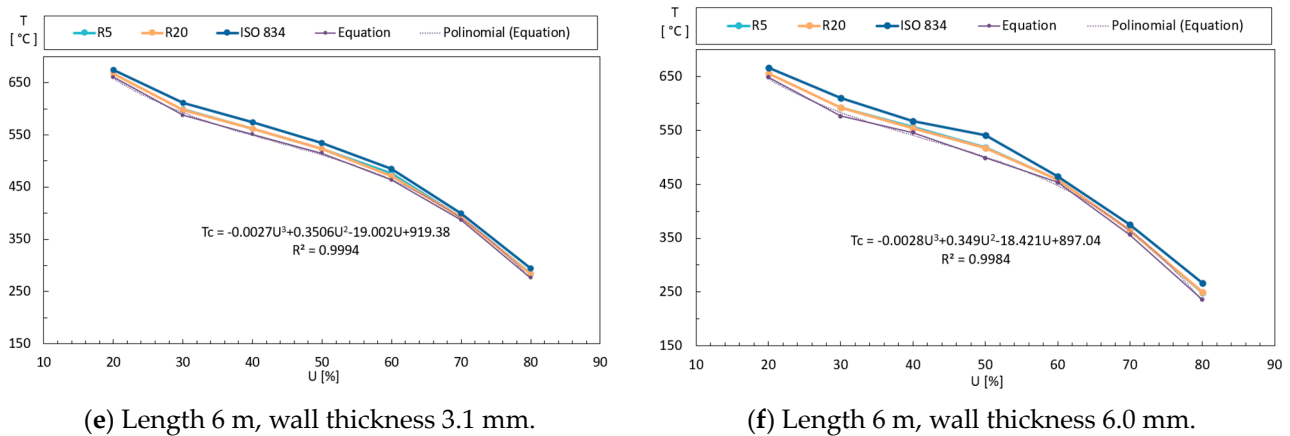 T
[ °C]
R5 R20 ISO 834 Equation Polinomial (Equation)
650
550
450
350
250
150
Tc = -0.0027U³+0.3506U²-19.002U+919.38
R² = 0.9994
10 20 30 40 50 60 70 80 90
U [%]
(e) Length 6 m, wall thickness 3.1 mm.
T
[ °C]
R5 R20 ISO 834 Equation Polinomial (Equation)
650
550
450
350
250
150
Tc = -0.0028U³+0.349U²-18.421U+897.04
R² = 0.9984
10 20 30 40 50 60 70 80 90
U [%]
(f) Length 6 m, wall thickness 6.0 mm.